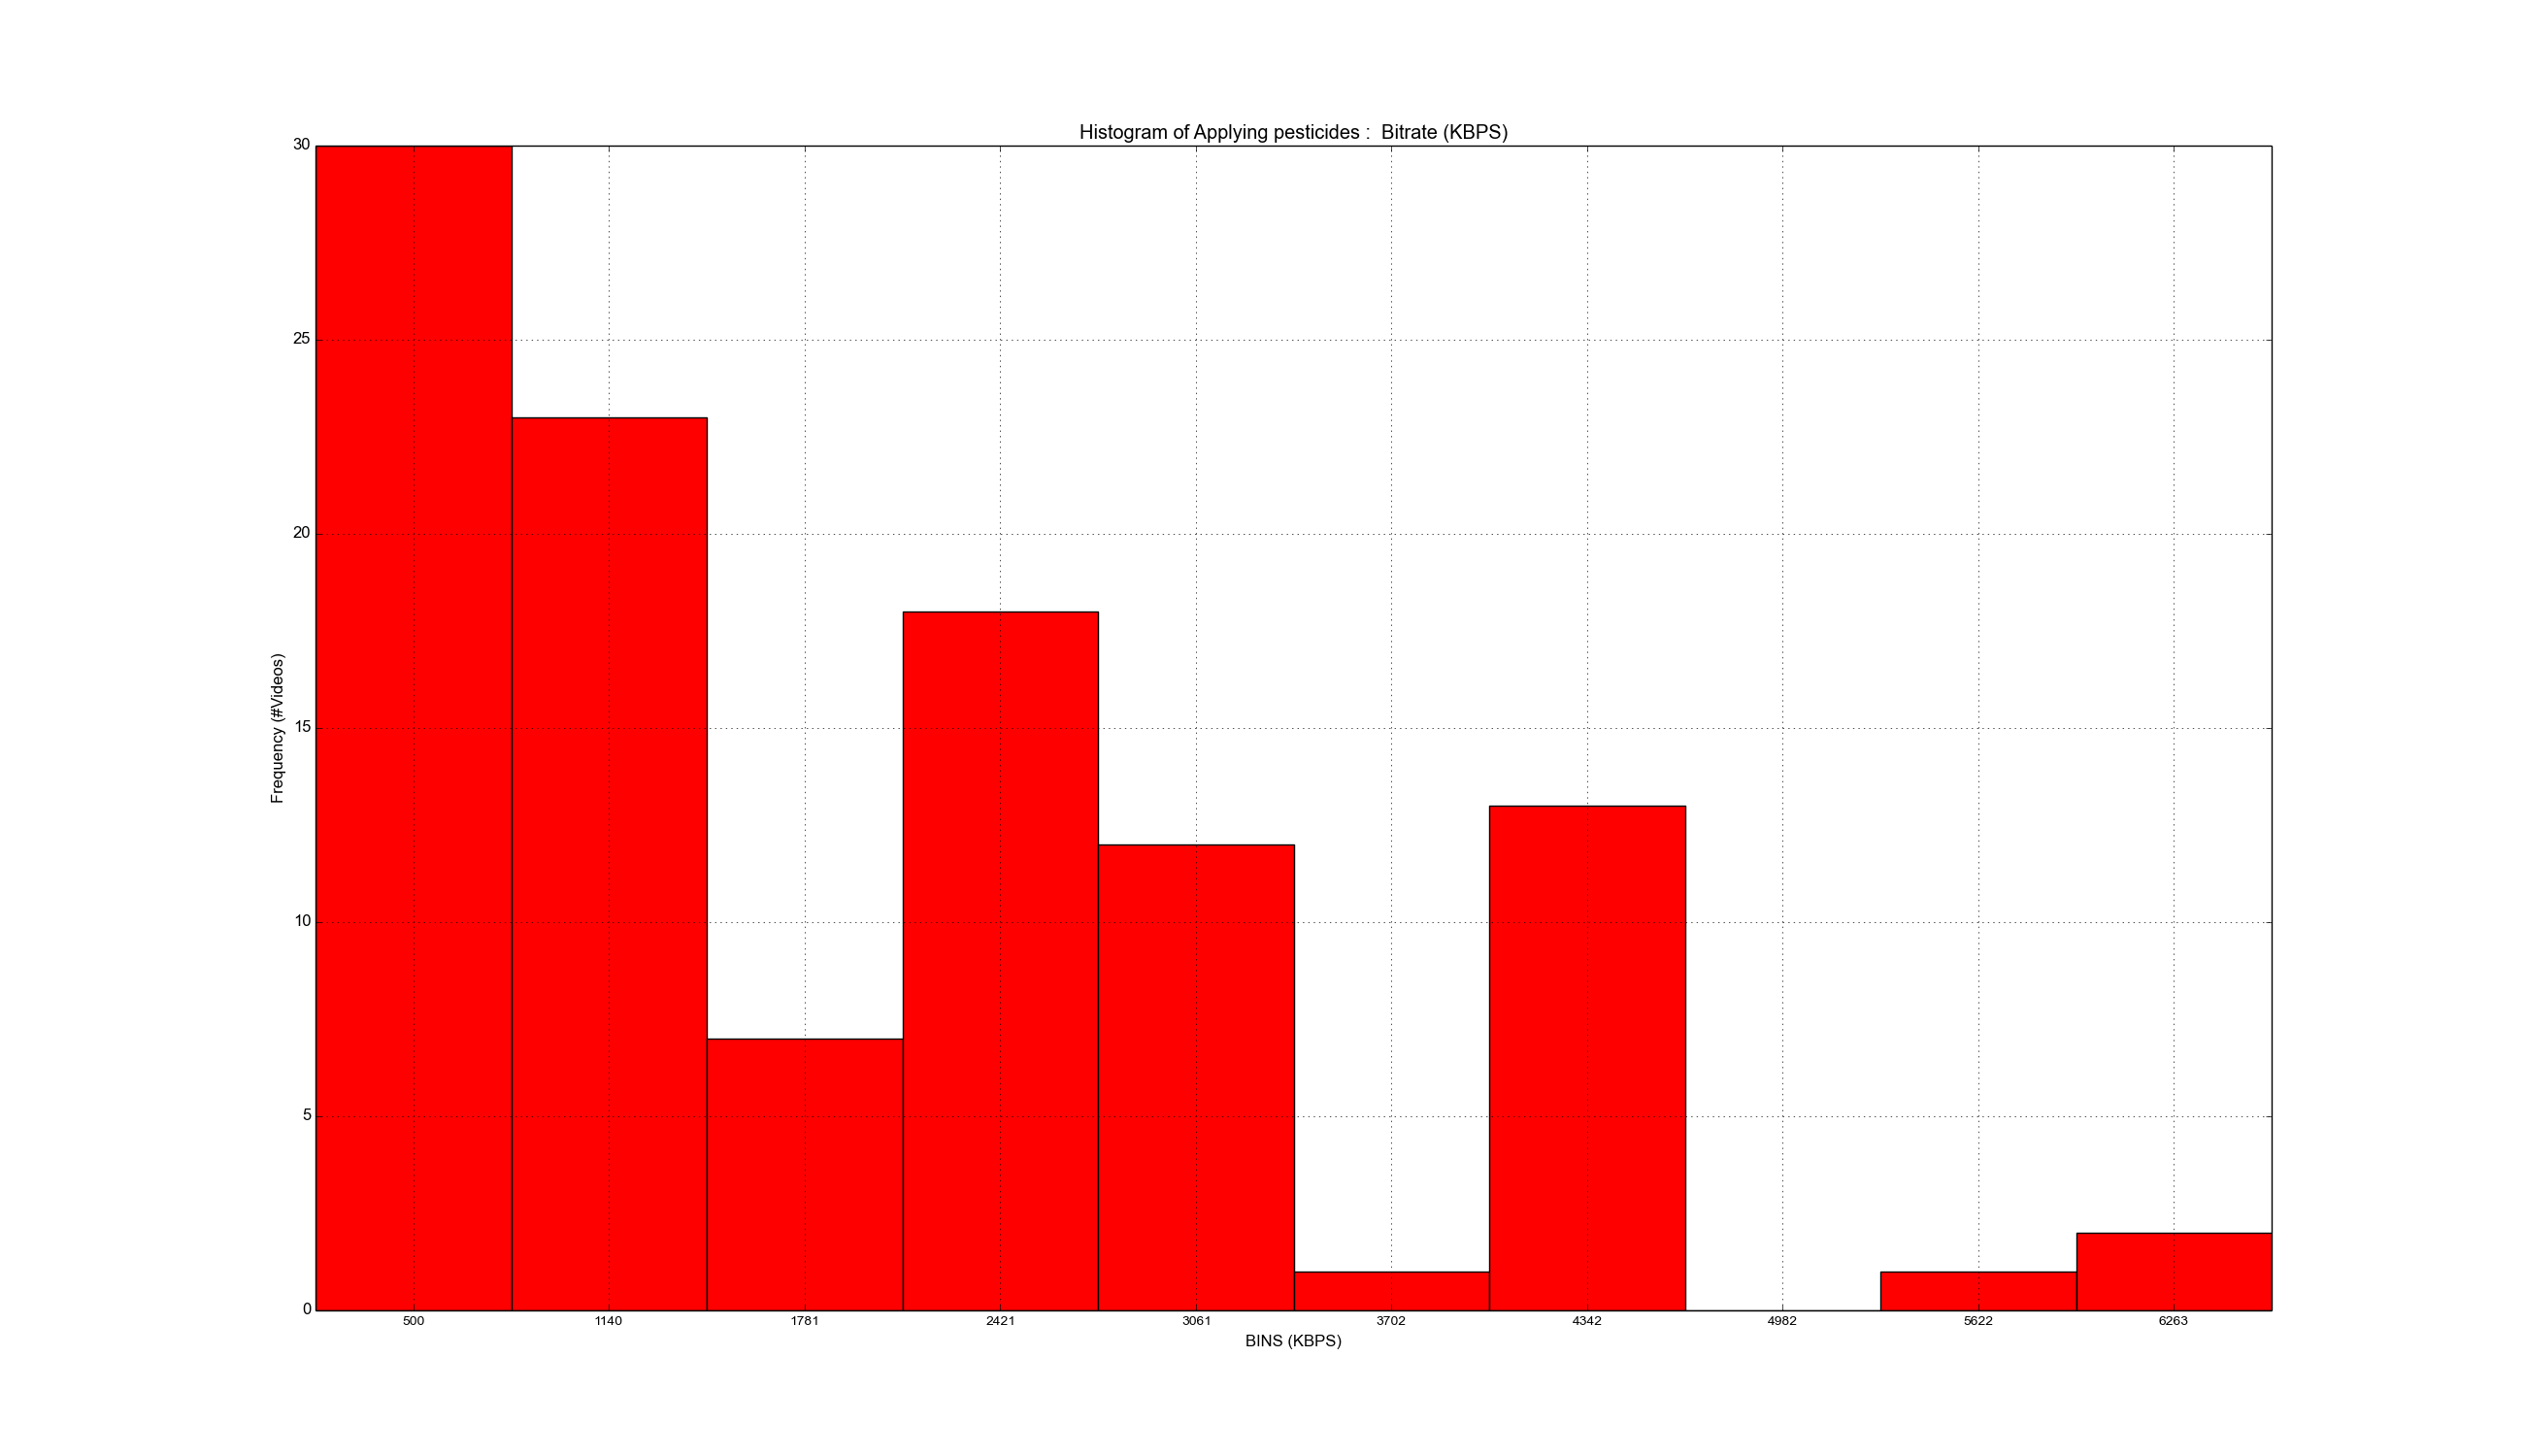 Histogram of Applying pesticides :  Bitrate (KBPS)
30
25
20
15
10
5
0
Frequency (#Videos)
500 1140 1781 2421 3061 3702 4342 4982 5622 6263
BINS (KBPS)